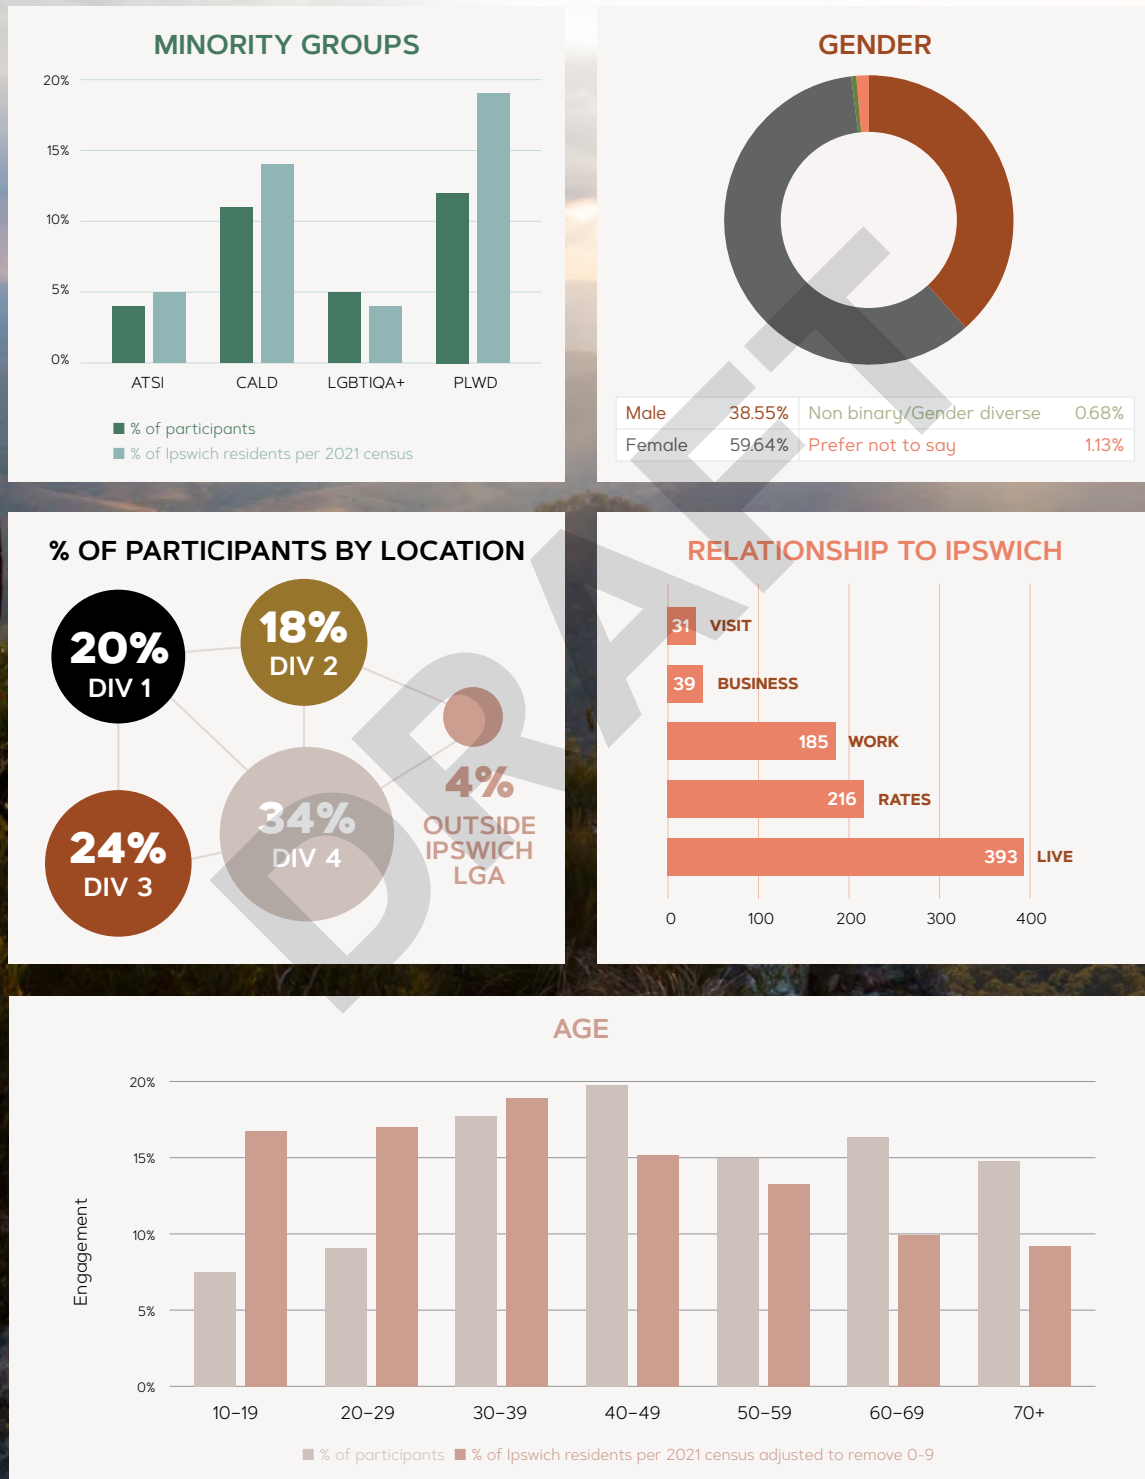 MINORITY GROUPS
20%
15%
10%
5%
0%
ATSI CALD LGBTIQA+ PLWD
% of participants
% of Ipswich residents per 2021 census
GENDER
Male 38.55% Non binary/Gender diverse 0.68%
Female 59.64% Prefer not to say 1.13%
% OF PARTICIPANTS BY LOCATION
20%
DIV 1
18%
DIV 2
24%
DIV 3
34%
DIV 4
4%
OUTSIDE
IPSWICH
LGA
RELATIONSHIP TO IPSWICH
31 VISIT
39 BUSINESS
185 WORK
216 RATES
393 LIVE
0 100 200 300 400
AGE
Engagement
20%
15%
10%
5%
0%
10–19 20–29 30–39 40–49 50–59 60–69 70+
% of participants % of Ipswich residents per 2021 census adjusted to remove 0-9
DRAFT